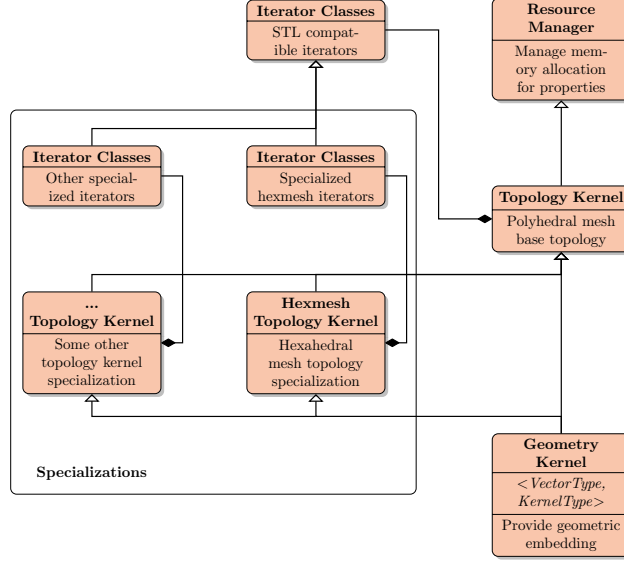 Iterator Classes
STL compat-
ible iterators
Resource
Manager
Manage mem-
ory allocation
for properties
Iterator Classes
Other special-
ized iterators
Iterator Classes
Specialized
hexmesh iterators
Topology Kernel
Polyhedral mesh
base topology
...
Topology Kernel
Some other
topology kernel
specialization
Hexmesh
Topology Kernel
Hexahedral
mesh topology
specialization
Geometry
Kernel
<VectorType,
KernelType>
Provide geometric
embedding
Specializations